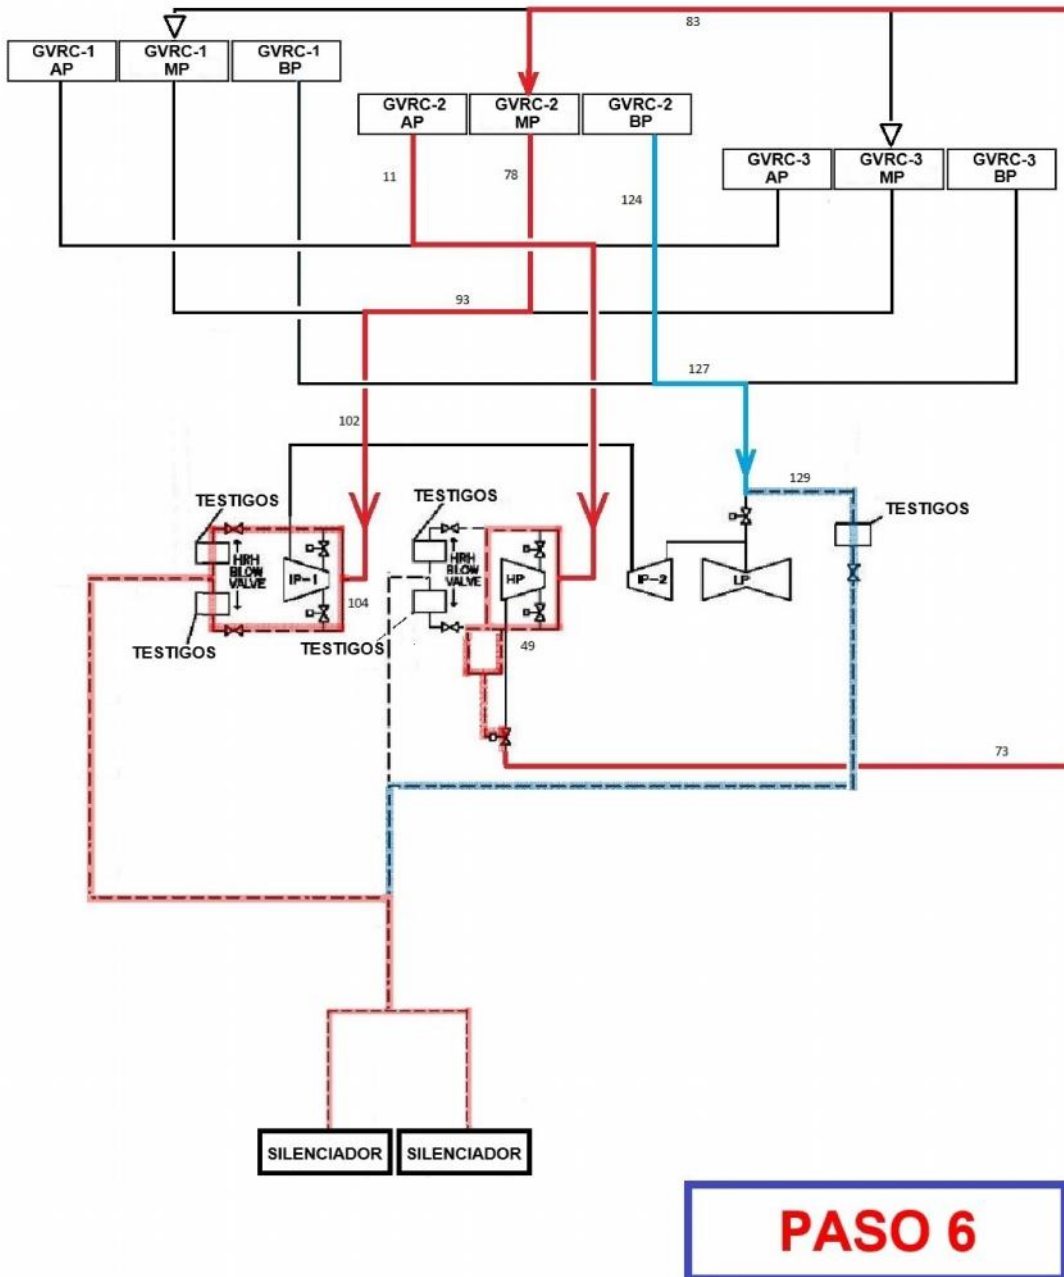 83
GVRC-1
AP
GVRC-1
MP
GVRC-1
BP
GVRC-2
AP
GVRC-2
MP
GVRC-2
BP
GVRC-3
AP
GVRC-3
MP
GVRC-3
BP
11
78
124
93
127
102
129
TESTIGOS
TESTIGOS
TESTIGOS
HRH
BLOW
VALVE
IP-1
HRH
BLOW
VALVE
HP
IP-2
LP
104
TESTIGOS
TESTIGOS
49
73
SILENCIADOR
SILENCIADOR
PASO 6